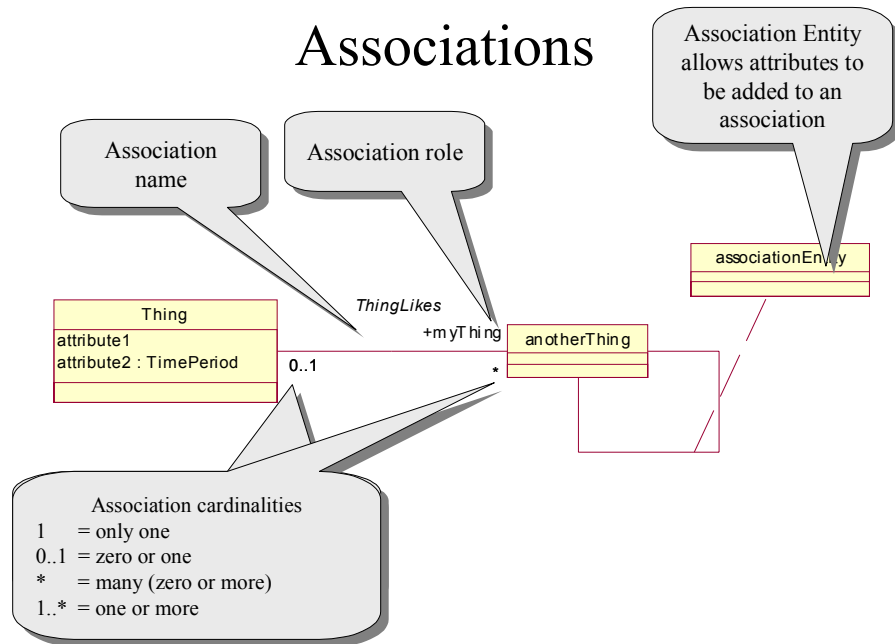 Associations
Association Entity
allows attributes to
be added to an
association
Association
name
Association role
associationEntity
ThingLikes
+myThing
Thing
attribute1
attribute2 : TimePeriod
anotherThing
0..1
*
Association cardinalities
1 = only one
0..1 = zero or one
* = many (zero or more)
1..* = one or more